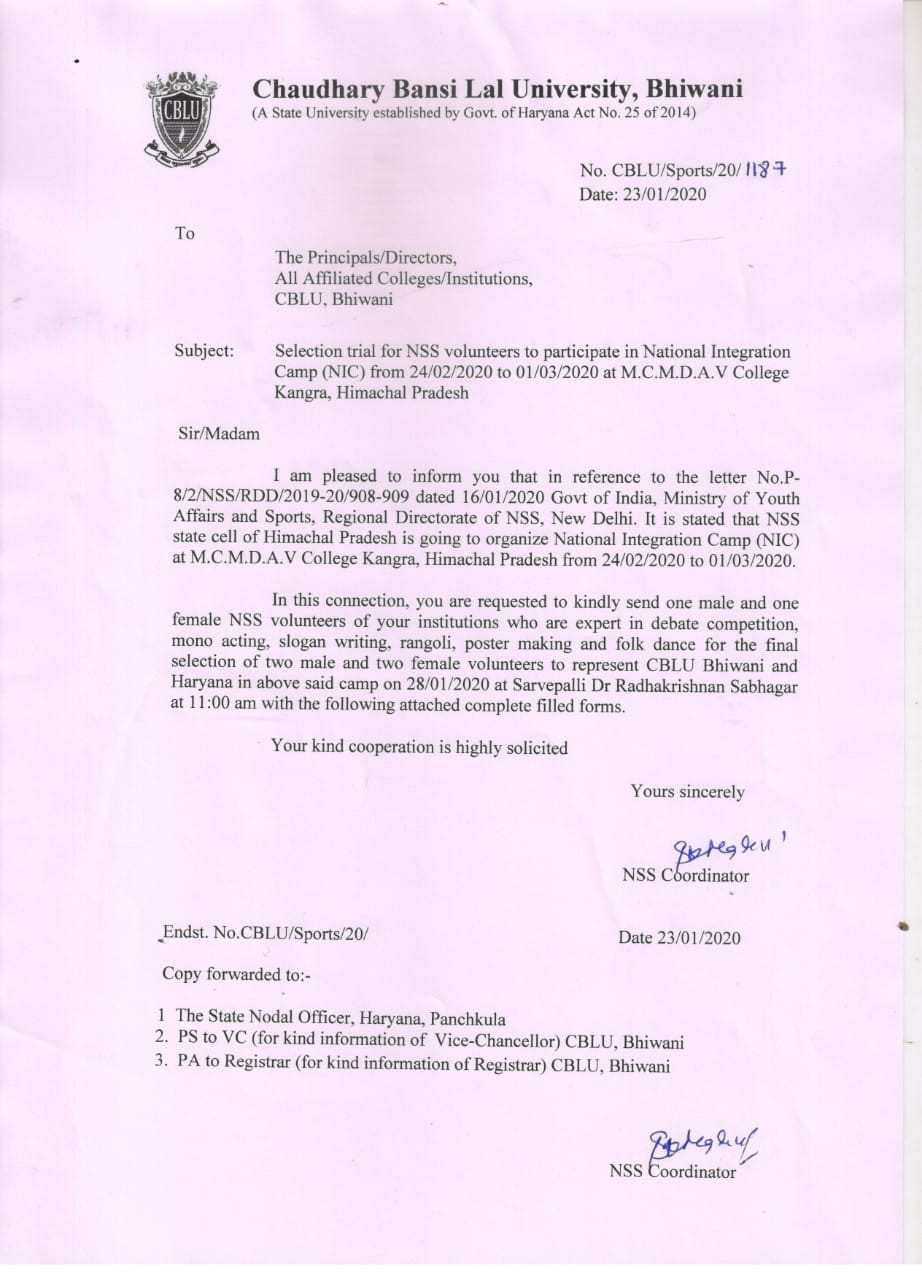 CBLU
Chaudhary Bansi Lal University, Bhiwani
(A State University established by Govt. of Haryana Act No. 25 of 2014)
No. CBLU/Sports/20/1187
Date: 23/01/2020
To
The Principals/Directors,
All Affiliated Colleges/Institutions,
CBLU, Bhiwani
Subject: Selection trial for NSS volunteers to participate in National Integration
Camp (NIC) from 24/02/2020 to 01/03/2020 at M.C.M.D.A.V College
Kangra, Himachal Pradesh
Sir/Madam
I am pleased to inform you that in reference to the letter No.P-
8/2/NSS/RDD/2019-20/908-909 dated 16/01/2020 Govt of India, Ministry of Youth
Affairs and Sports, Regional Directorate of NSS, New Delhi. It is stated that NSS
state cell of Himachal Pradesh is going to organize National Integration Camp (NIC)
at M.C.M.D.A.V College Kangra, Himachal Pradesh from 24/02/2020 to 01/03/2020.
In this connection, you are requested to kindly send one male and one
female NSS volunteers of your institutions who are expert in debate competition,
mono acting, slogan writing, rangoli, poster making and folk dance for the final
selection of two male and two female volunteers to represent CBLU Bhiwani and
Haryana in above said camp on 28/01/2020 at Sarvepalli Dr Radhakrishnan Sabhagar
at 11:00 am with the following attached complete filled forms.
Your kind cooperation is highly solicited
Yours sincerely
NSS Coordinator
Endst. No.CBLU/Sports/20/ Date 23/01/2020
Copy forwarded to:-
1 The State Nodal Officer, Haryana, Panchkula
2. PS to VC (for kind information of Vice-Chancellor) CBLU, Bhiwani
3. PA to Registrar (for kind information of Registrar) CBLU, Bhiwani
NSS Coordinator